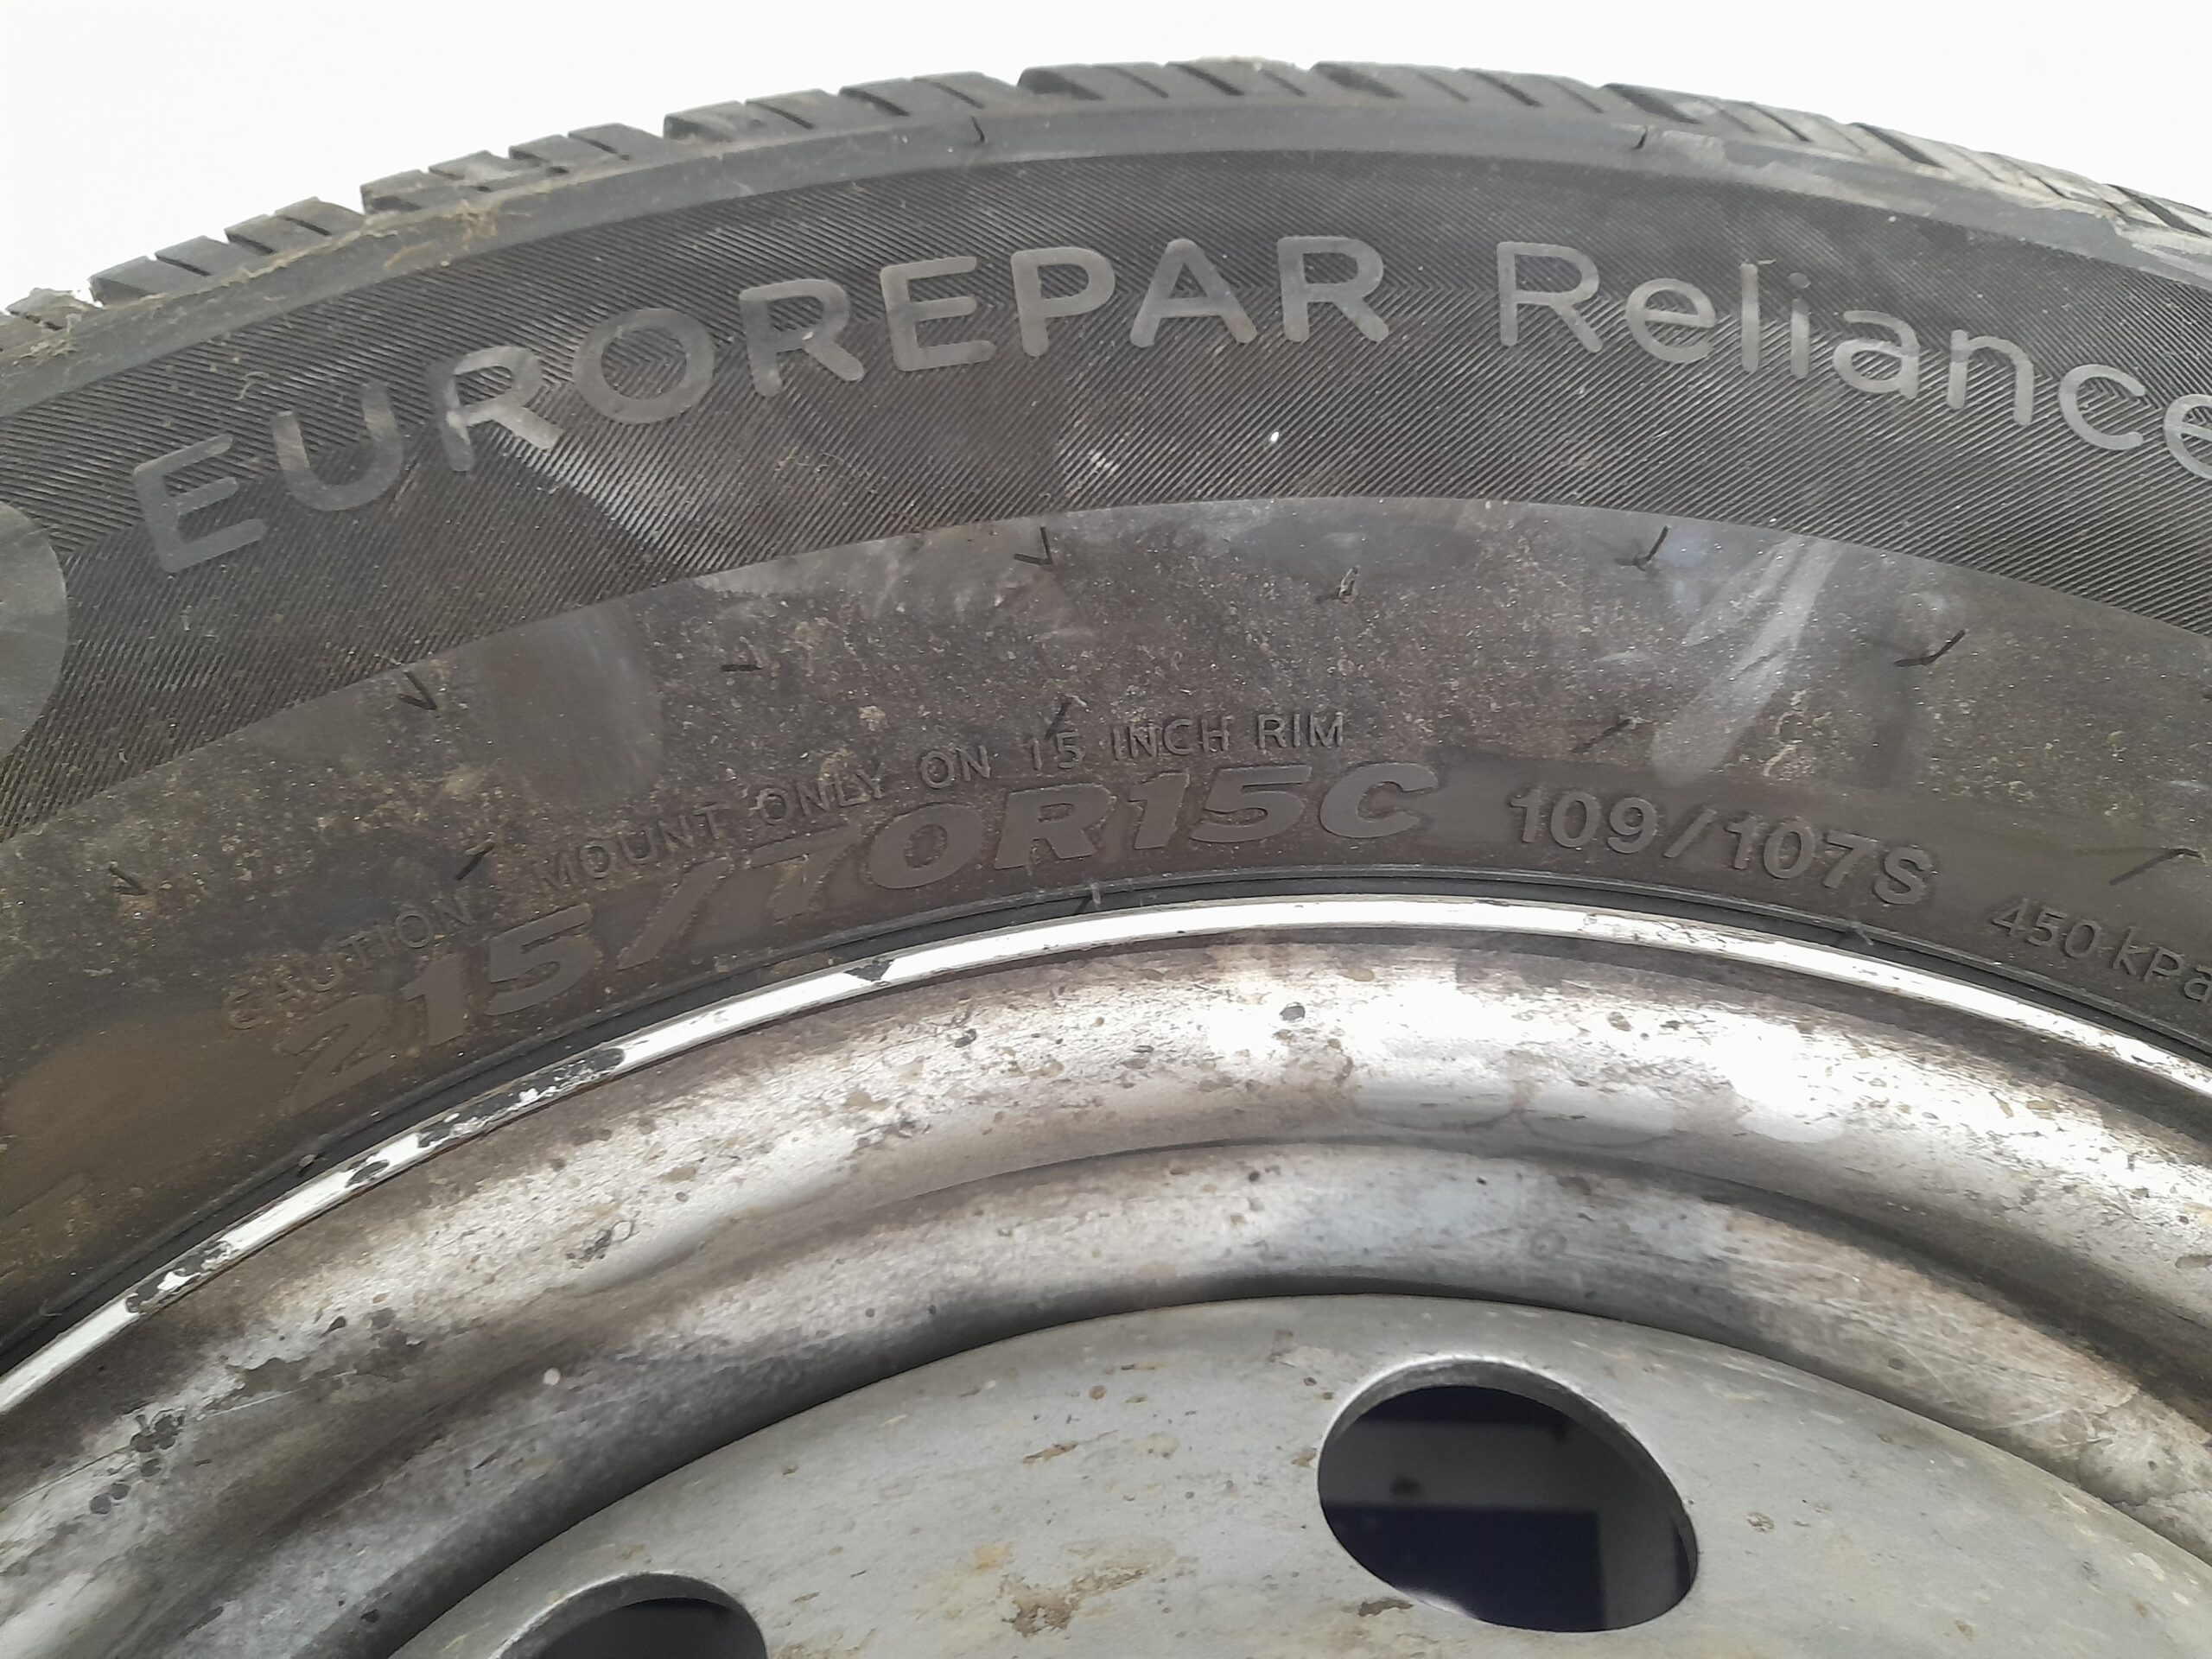 EUROREPAR Reliance
CAUTION MOUNT ONLY ON 15 INCH RIM
215/70R15C 109/107S 450 kPa